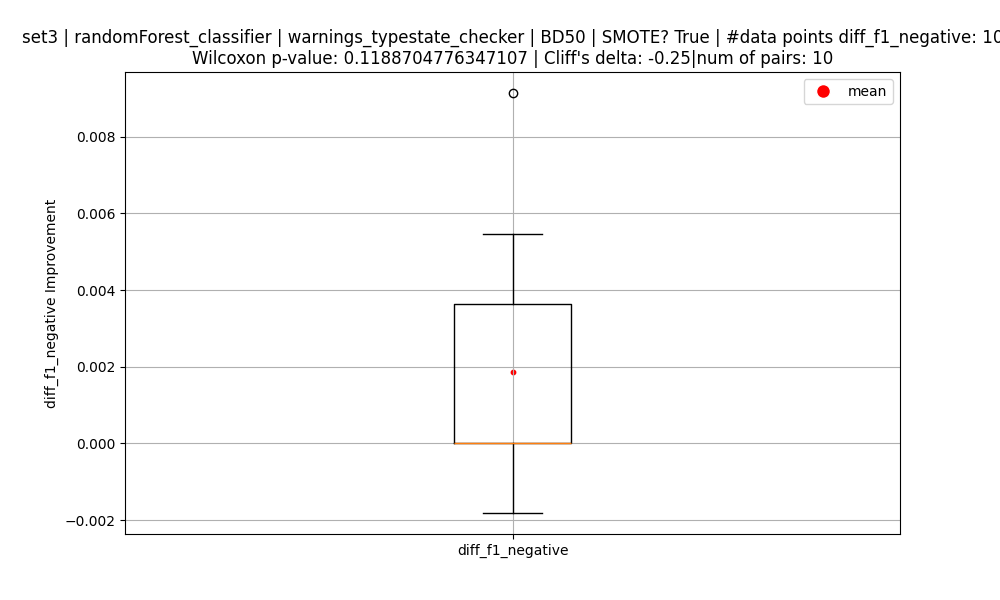 set3 | randomForest_classifier | warnings_typestate_checker | BD50 | SMOTE? True | #data points diff_f1_negative: 10
Wilcoxon p-value: 0.1188704776347107 | Cliff's delta: -0.25|num of pairs: 10
mean
0.008
0.006
0.004
0.002
0.000
−0.002
diff_f1_negative Improvement
diff_f1_negative